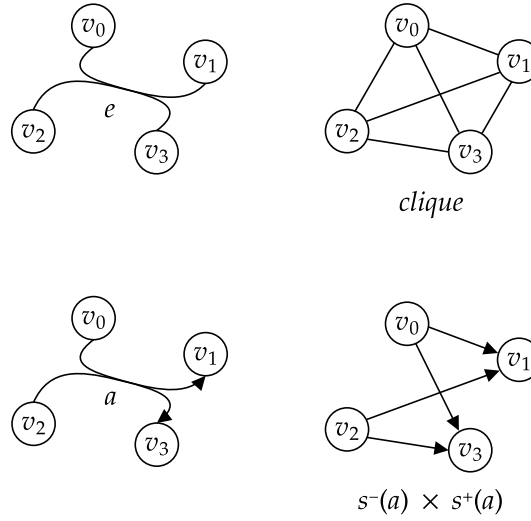 v₀ v₀
v₁ v₁
e
v₂ v₂
v₃ v₃
clique
v₀ v₀
v₁ v₁
a
v₂ v₂
v₃ v₃
s⁻(a) × s⁺(a)